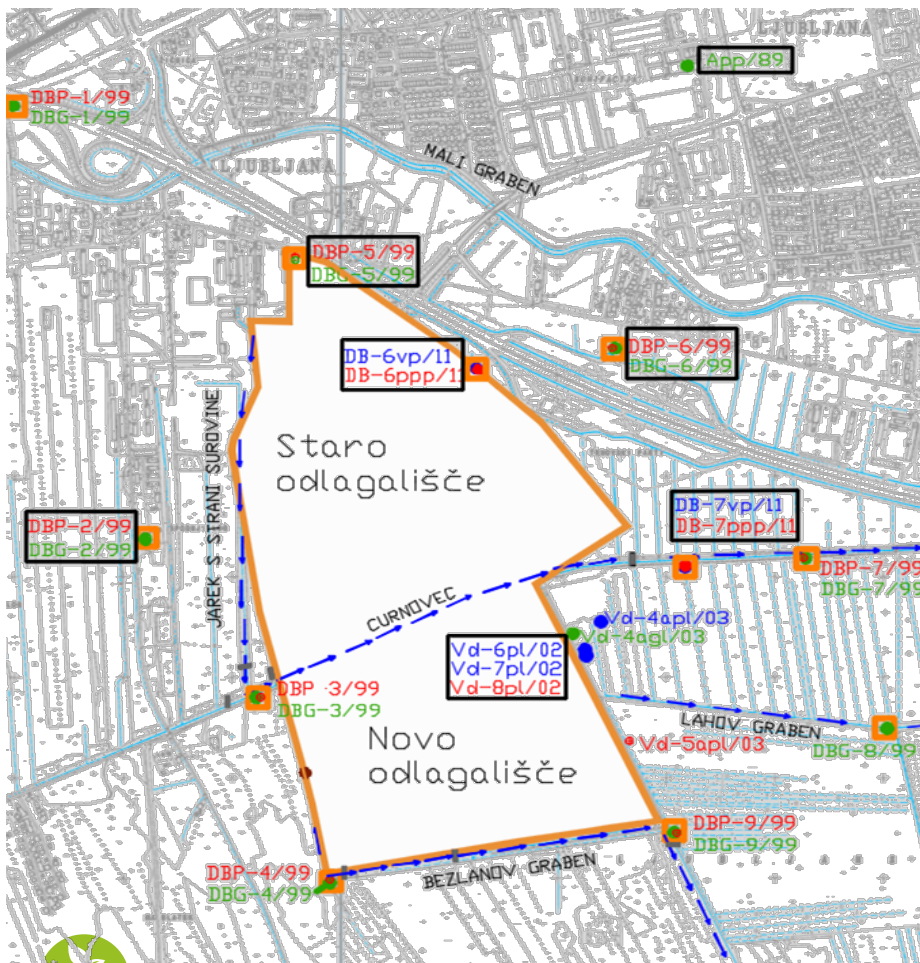 LJUBLJANA
App/89
DBP-1/99
DBG-1/99
MALI GRABEN
LJUBLJANA
DBP-5/99
DBG-5/99
DB-6vp/11
DB-6ppp/11
DBP-6/99
DBG-6/99
JAREK S STRANI SUROVINE
Staro
odlagališče
DB-7vp/11
DB-7ppp/11
DBP-2/99
DBG-2/99
DBP-7/99
DBG-7/99
CURNOVEC
Vd-4apl/03
Vd-4agl/03
Vd-6pl/02
Vd-7pl/02
Vd-8pl/02
DBP-3/99
DBG-3/99
LAHOV GRABEN
DBG-8/99
Novo
odlagališče
Vd-5apl/03
DBP-9/99
DBG-9/99
DBP-4/99
DBG-4/99
BEZLANOV GRABEN